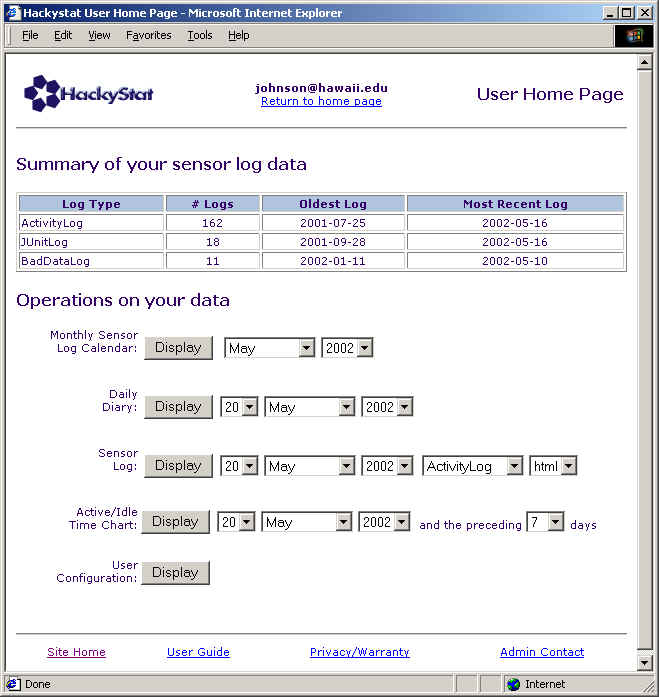 Hackystat User Home Page - Microsoft Internet Explorer
File Edit View Favorites Tools Help
HackyStat
johnson@hawaii.edu
Return to home page
User Home Page
Summary of your sensor log data
Log Type # Logs Oldest Log Most Recent Log
ActivityLog 162 2001-07-25 2002-05-16
JUnitLog 18 2001-09-28 2002-05-16
BadDataLog 11 2002-01-11 2002-05-10
Operations on your data
Monthly Sensor
Log Calendar: Display May 2002
Daily
Diary: Display 20 May 2002
Sensor
Log: Display 20 May 2002 ActivityLog html
Active/Idle
Time Chart: Display 20 May 2002 and the preceding 7 days
User
Configuration: Display
Site Home User Guide Privacy/Warranty Admin Contact
Done Internet